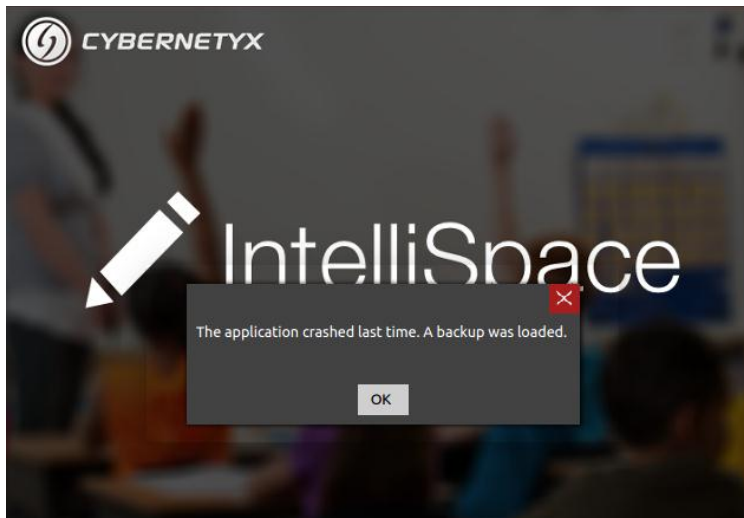 CYBERNETYX
IntelliSpace
The application crashed last time. A backup was loaded.
OK